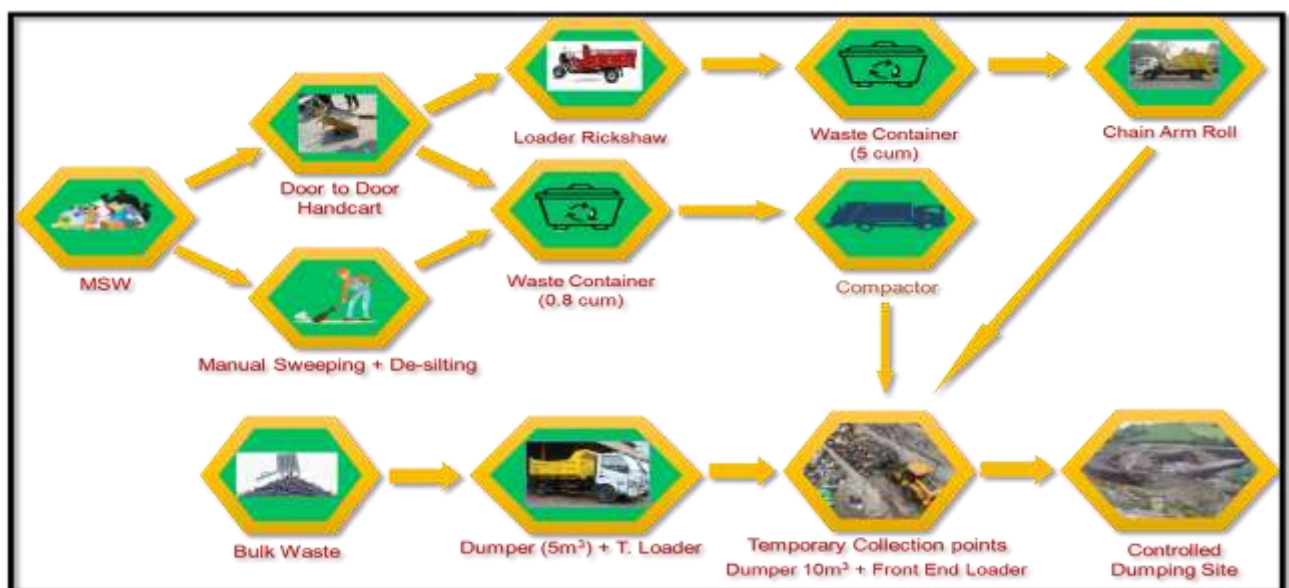 Loader Rickshaw
Waste Container
(5 cum)
Chain Arm Roll
Door to Door
Handcart
MSW
Waste Container
(0.8 cum)
Compactor
Manual Sweeping + De-silting
Bulk Waste
Dumper (5m³) + T. Loader
Temporary Collection points
Dumper 10m³ + Front End Loader
Controlled
Dumping Site